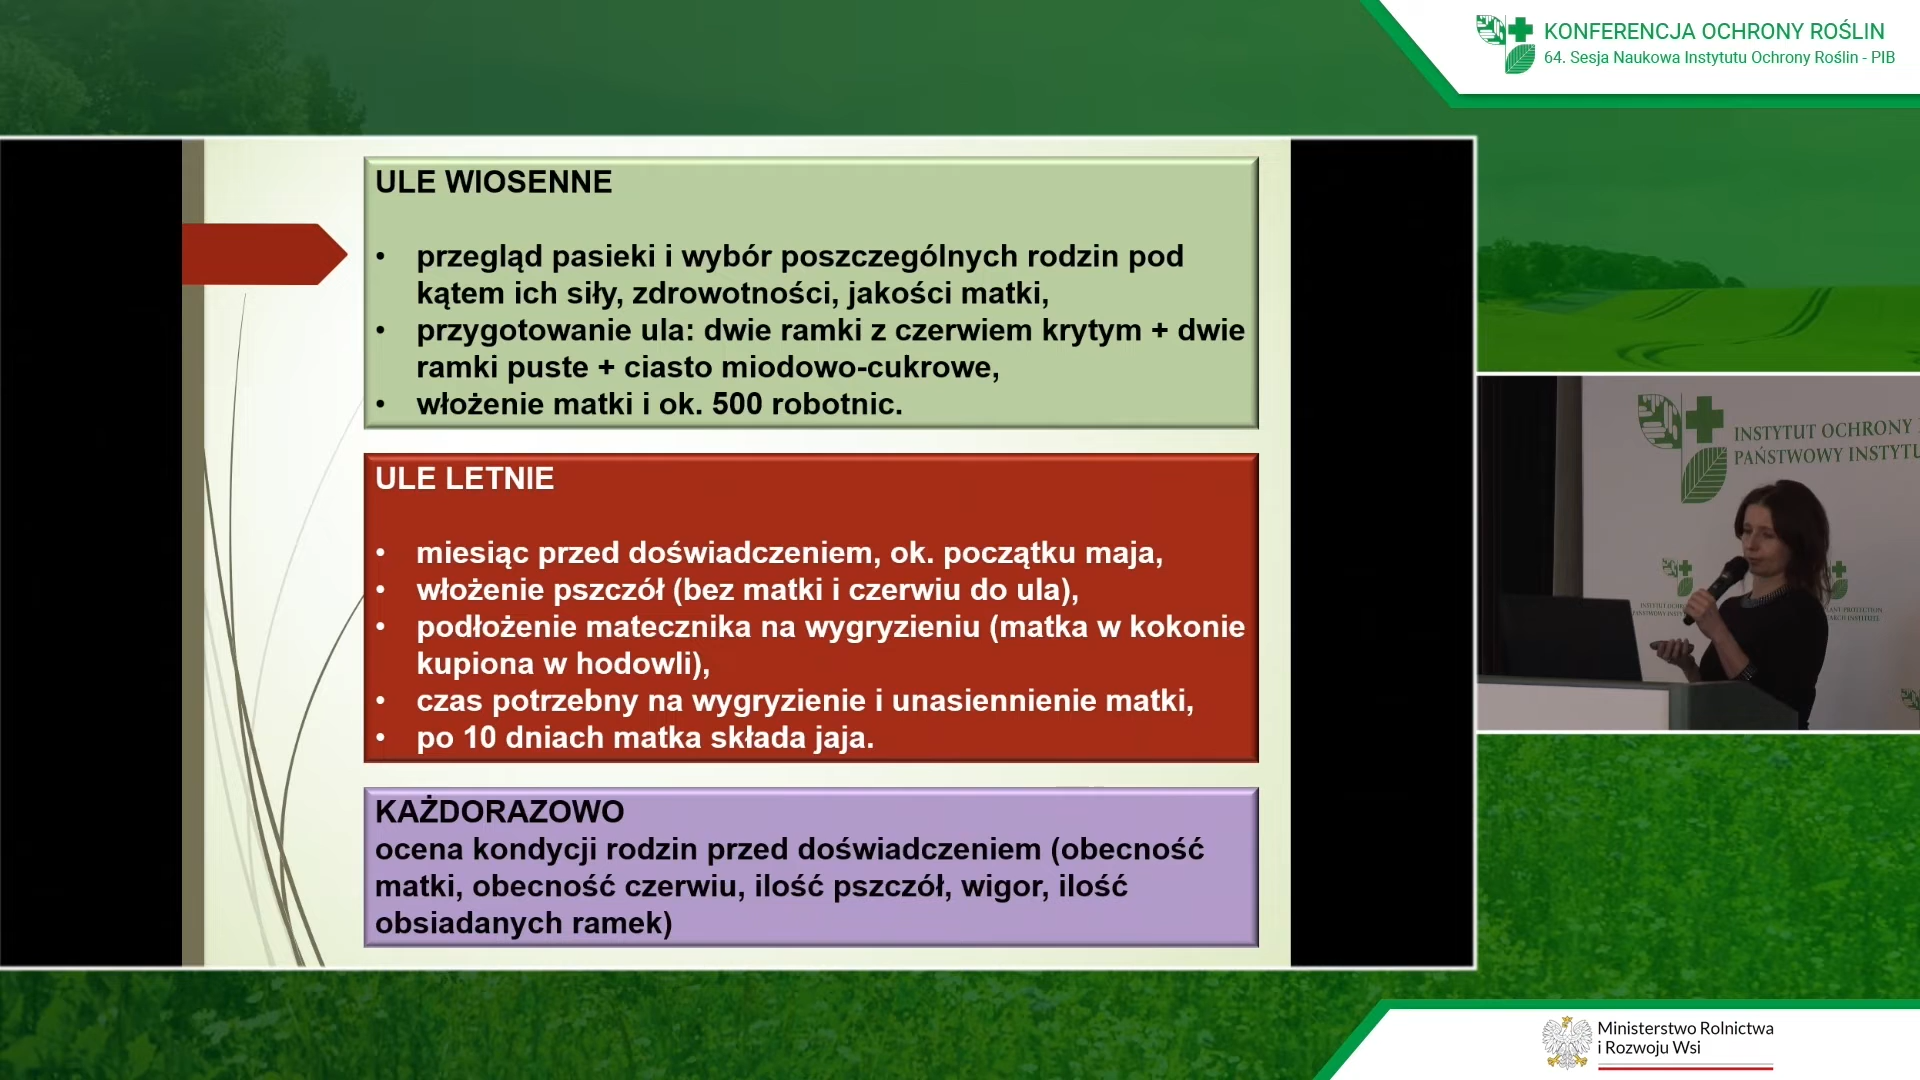 KONFERENCJA OCHRONY ROŚLIN
64. Sesja Naukowa Instytutu Ochrony Roślin - PIB
ULE WIOSENNE
• przegląd pasieki i wybór poszczególnych rodzin pod
kątem ich siły, zdrowotności, jakości matki,
• przygotowanie ula: dwie ramki z czerwiem krytym + dwie
ramki puste + ciasto miodowo-cukrowe,
• włożenie matki i ok. 500 robotnic.
ULE LETNIE
• miesiąc przed doświadczeniem, ok. początku maja,
• włożenie pszczół (bez matki i czerwiu do ula),
• podłożenie matecznika na wygryzieniu (matka w kokonie
kupiona w hodowli),
• czas potrzebny na wygryzienie i unasiennienie matki,
• po 10 dniach matka składa jaja.
KAŻDORAZOWO
ocena kondycji rodzin przed doświadczeniem (obecność
matki, obecność czerwiu, ilość pszczół, wigor, ilość
obsiadanych ramek)
INSTYTUT OCHRONY
PAŃSTWOWY INSTYTU
Ministerstwo Rolnictwa
i Rozwoju Wsi